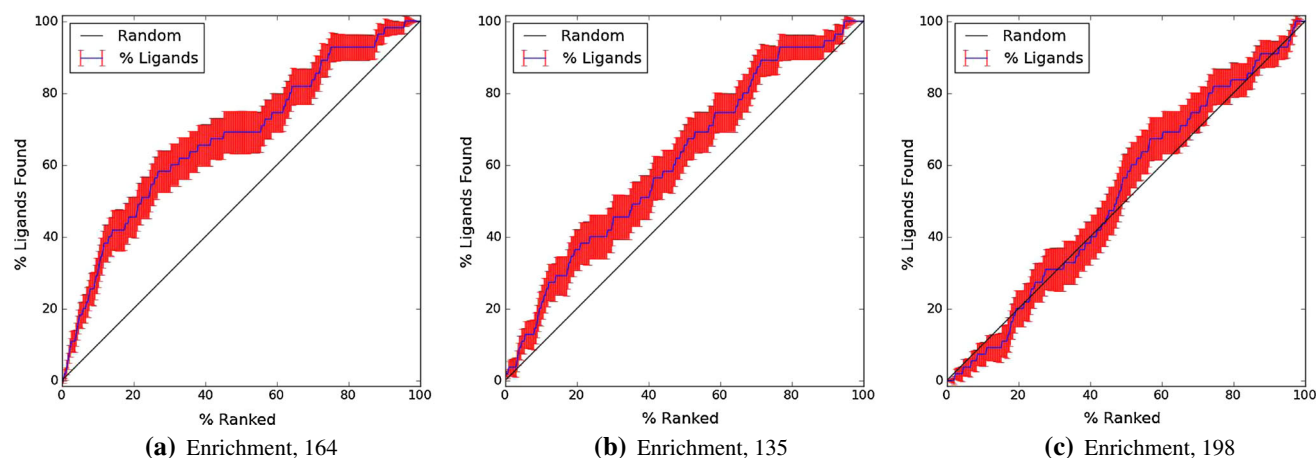 100
80
60
40
20
0
% Ligands Found
Random
% Ligands
0 20 40 60 80 100
% Ranked
(a) Enrichment, 164
100
80
60
40
20
0
% Ligands Found
Random
% Ligands
0 20 40 60 80 100
% Ranked
(b) Enrichment, 135
100
80
60
40
20
0
% Ligands Found
Random
% Ligands
0 20 40 60 80 100
% Ranked
(c) Enrichment, 198